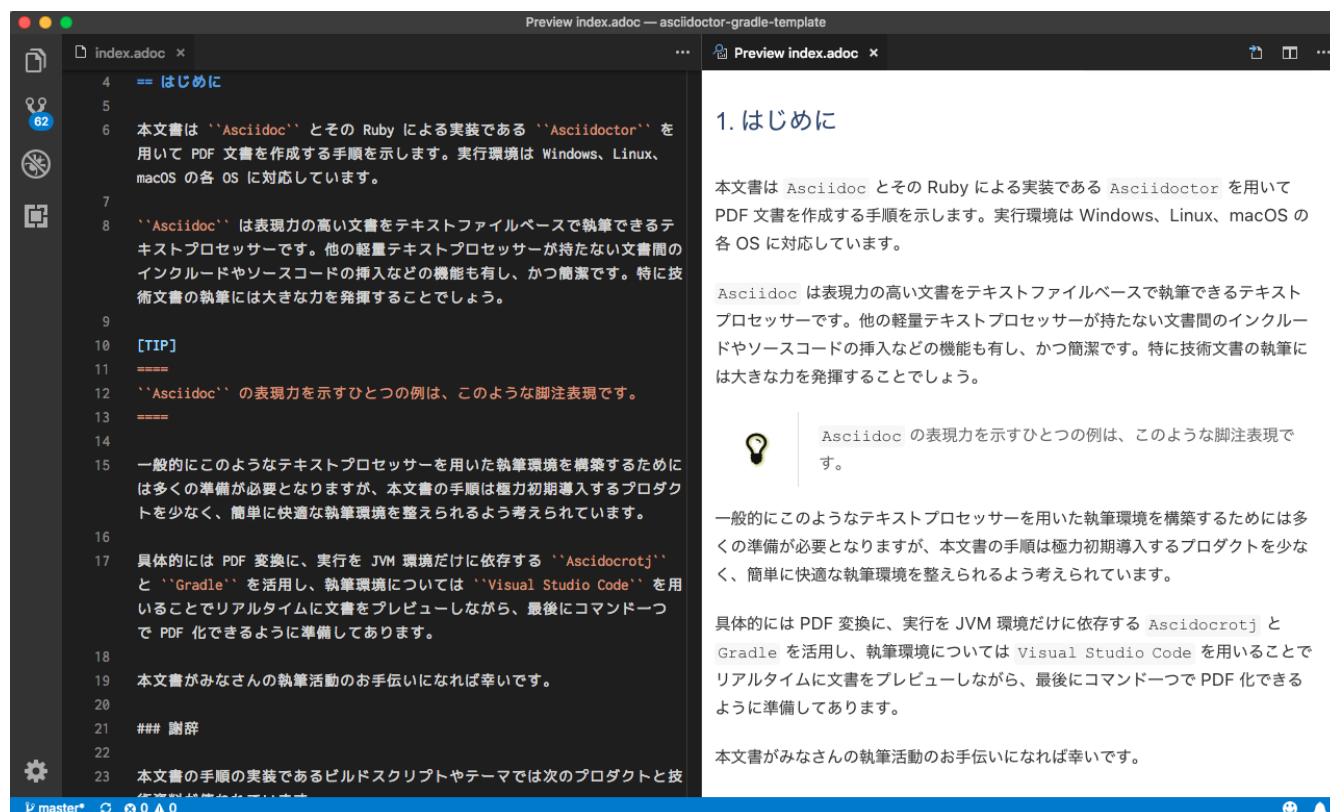 Preview index.adoc — asciidoctor-gradle-template
index.adoc ×
Preview index.adoc ×
62
4 == はじめに
5
6 本文書は ``Asciidoc`` とその Ruby による実装である ``Asciidoctor`` を
用いて PDF 文書を作成する手順を示します。実行環境は Windows、Linux、
macOS の各 OS に対応しています。
7
8 ``Asciidoc`` は表現力の高い文書をテキストファイルベースで執筆できるテ
キストプロセッサーです。他の軽量テキストプロセッサーが持たない文書間の
インクルードやソースコードの挿入などの機能も有し、かつ簡潔です。特に技
術文書の執筆には大きな力を発揮することでしょう。
9
10 [TIP]
11 ====
12 ``Asciidoc`` の表現力を示すひとつの例は、このような脚注表現です。
13 ====
14
15 一般的にこのようなテキストプロセッサーを用いた執筆環境を構築するために
は多くの準備が必要となりますが、本文書の手順は極力初期導入するプロダク
トを少なく、簡単に快適な執筆環境を整えられるよう考えられています。
16
17 具体的には PDF 変換に、実行を JVM 環境だけに依存する ``Ascidocrotj``
と ``Gradle`` を活用し、執筆環境については ``Visual Studio Code`` を用
いることでリアルタイムに文書をプレビューしながら、最後にコマンド一つ
で PDF 化できるように準備してあります。
18
19 本文書がみなさんの執筆活動のお手伝いになれば幸いです。
20
21 ### 謝辞
22
23 本文書の手順の実装であるビルドスクリプトやテーマでは次のプロダクトと技
術資料が使われています
1. はじめに
本文書は Asciidoc とその Ruby による実装である Asciidoctor を用いて
PDF 文書を作成する手順を示します。実行環境は Windows、Linux、macOS の
各 OS に対応しています。
Asciidoc は表現力の高い文書をテキストファイルベースで執筆できるテキスト
プロセッサーです。他の軽量テキストプロセッサーが持たない文書間のインクルー
ドやソースコードの挿入などの機能も有し、かつ簡潔です。特に技術文書の執筆に
は大きな力を発揮することでしょう。
Asciidoc の表現力を示すひとつの例は、このような脚注表現で
す。
一般的にこのようなテキストプロセッサーを用いた執筆環境を構築するためには多
くの準備が必要となりますが、本文書の手順は極力初期導入するプロダクトを少な
く、簡単に快適な執筆環境を整えられるよう考えられています。
具体的には PDF 変換に、実行を JVM 環境だけに依存する Ascidocrotj と
Gradle を活用し、執筆環境については Visual Studio Code を用いることで
リアルタイムに文書をプレビューしながら、最後にコマンド一つで PDF 化できる
ように準備してあります。
本文書がみなさんの執筆活動のお手伝いになれば幸いです。
master* 0 0